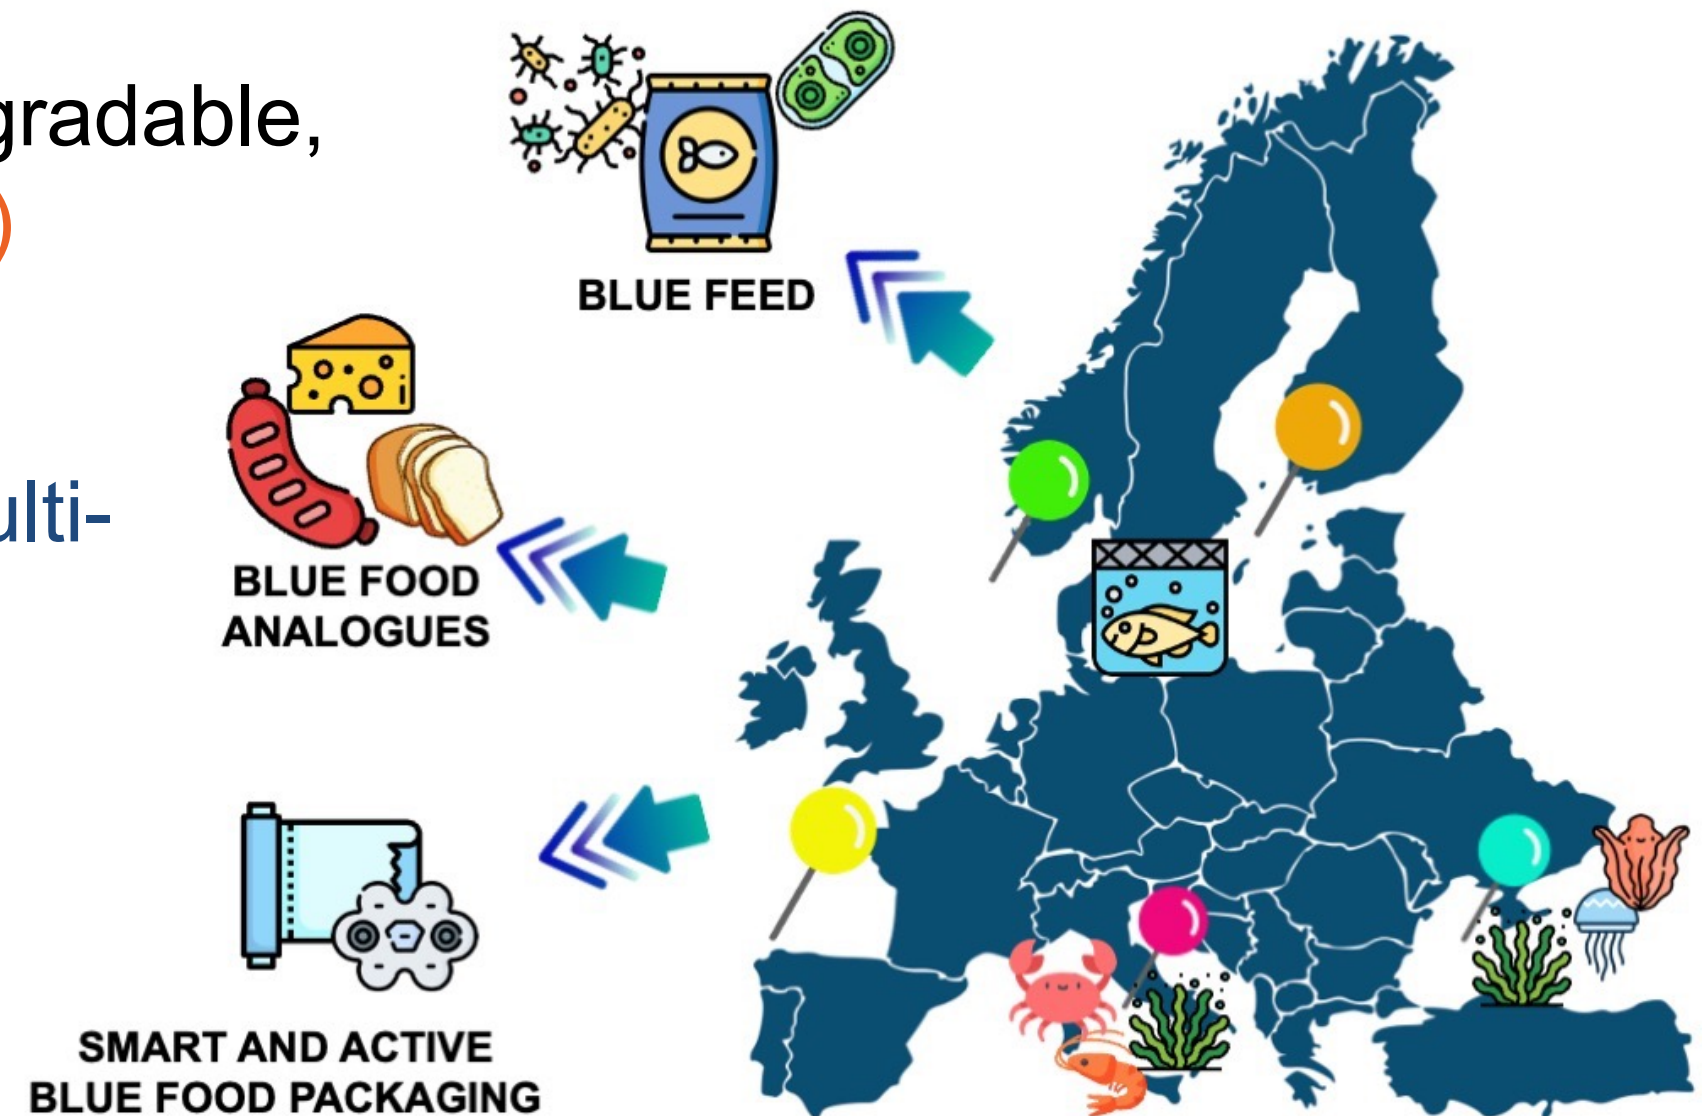 gradable,
)
ulti-
BLUE FEED
BLUE FOOD
ANALOGUES
SMART AND ACTIVE
BLUE FOOD PACKAGING